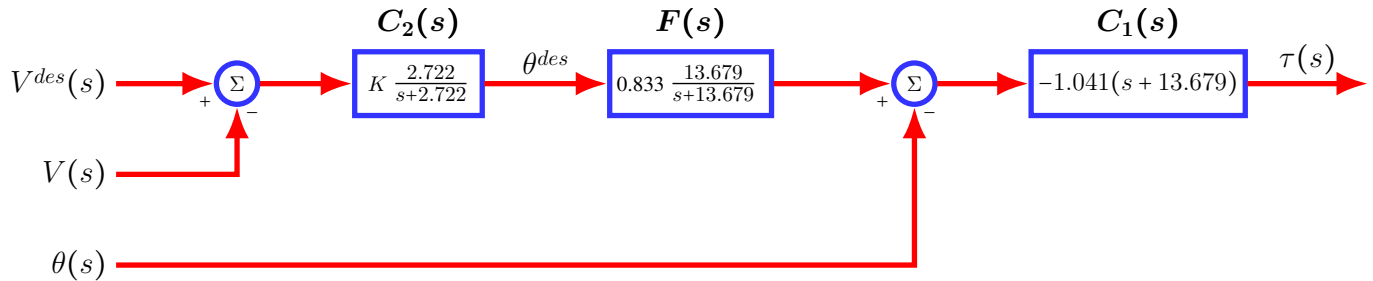 C₂(s) F(s) C₁(s)
V^{des}(s) + Σ − K 2.722/(s+2.722) θ^{des} 0.833 13.679/(s+13.679) + Σ − −1.041(s + 13.679) τ(s)
V(s)
θ(s)